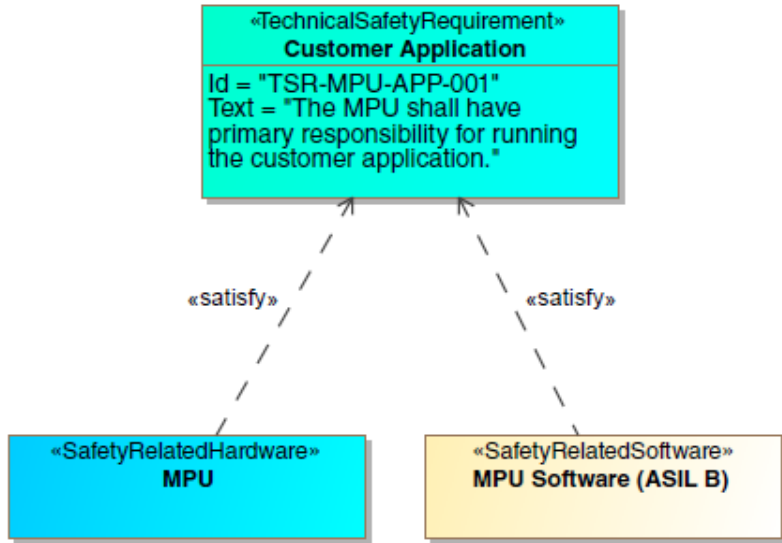 «TechnicalSafetyRequirement»
Customer Application
Id = "TSR-MPU-APP-001"
Text = "The MPU shall have
primary responsibility for running
the customer application."
«satisfy»
«satisfy»
«SafetyRelatedHardware»
MPU
«SafetyRelatedSoftware»
MPU Software (ASIL B)